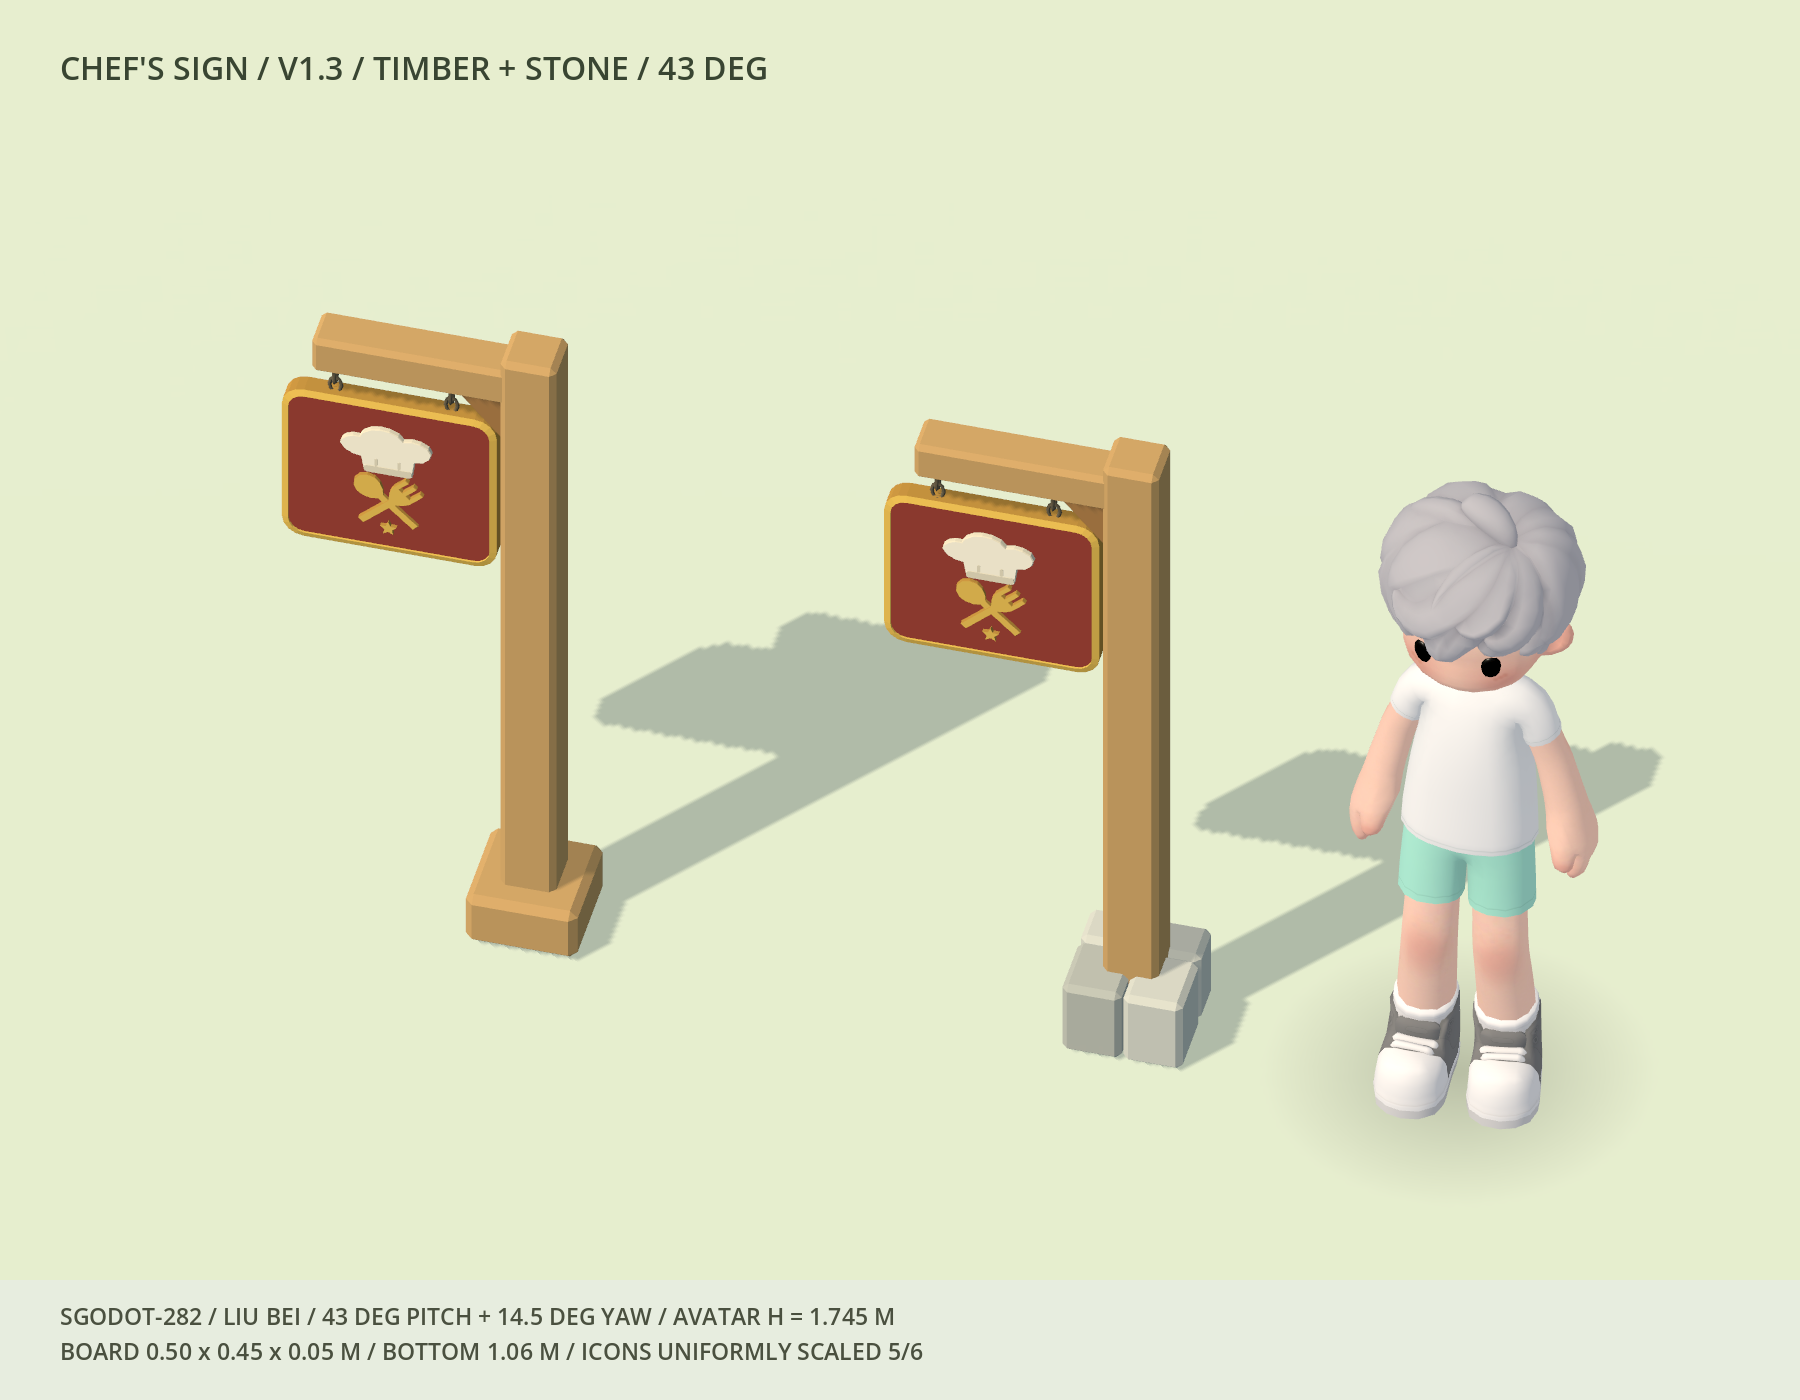 CHEF'S SIGN / V1.3 / TIMBER + STONE / 43 DEG
SGODOT-282 / LIU BEI / 43 DEG PITCH + 14.5 DEG YAW / AVATAR H = 1.745 M
BOARD 0.50 x 0.45 x 0.05 M / BOTTOM 1.06 M / ICONS UNIFORMLY SCALED 5/6